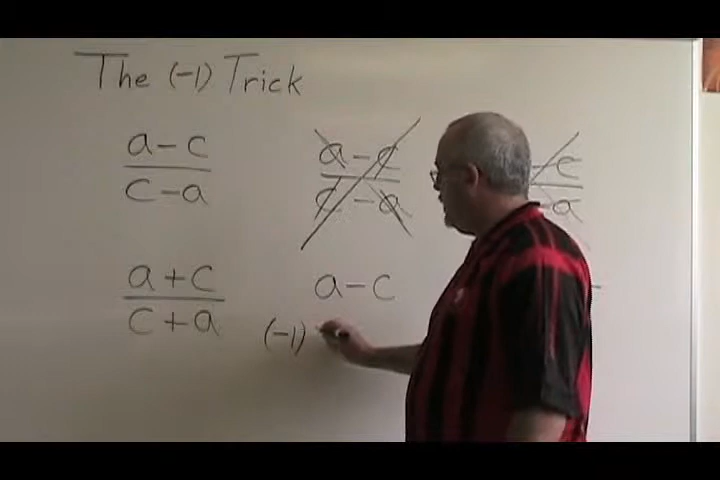 The (-1) Trick
a - c
c - a
a - c
c - a
- c
- a
a + c
c + a
a - c
(-1)